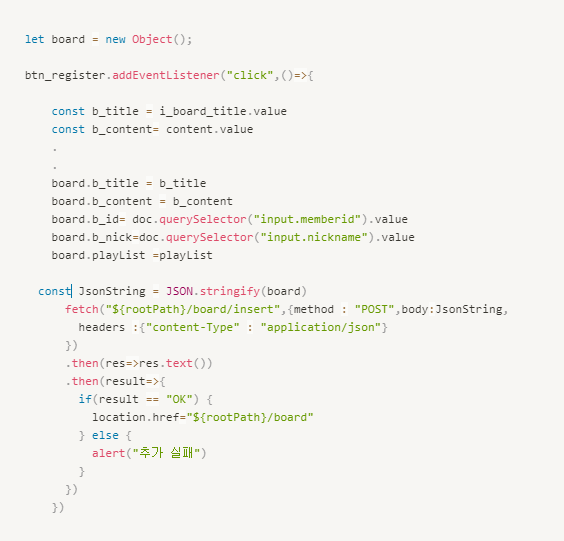 let board = new Object();
btn_register.addEventListener("click",()=>{
const b_title = i_board_title.value
const b_content= content.value
.
.
board.b_title = b_title
board.b_content = b_content
board.b_id= doc.querySelector("input.memberid").value
board.b_nick=doc.querySelector("input.nickname").value
board.playList =playList
const JsonString = JSON.stringify(board)
fetch("${rootPath}/board/insert",{method : "POST",body:JsonString,
headers :{"content-Type" : "application/json"}
})
.then(res=>res.text())
.then(result=>{
if(result == "OK") {
location.href="${rootPath}/board"
} else {
alert("추가 실패")
}
})
})